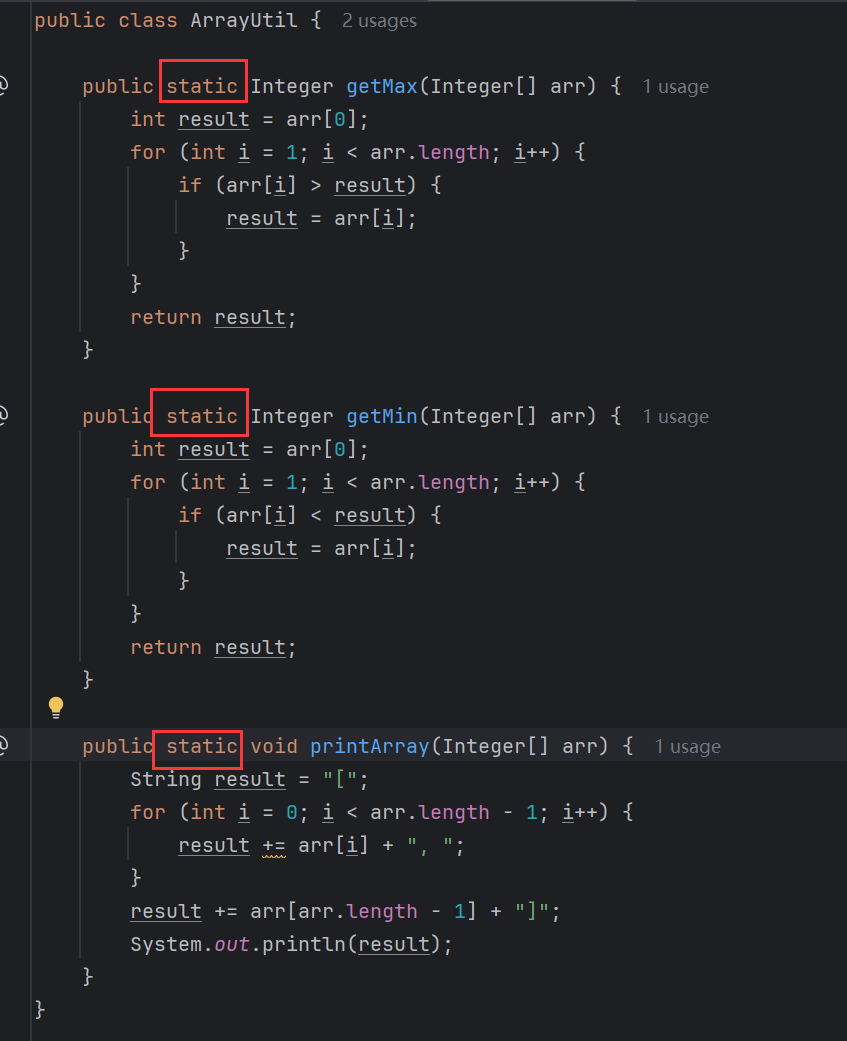 public class ArrayUtil {  2 usages
public static Integer getMax(Integer[] arr) {  1 usage
int result = arr[0];
for (int i = 1; i < arr.length; i++) {
if (arr[i] > result) {
result = arr[i];
}
}
return result;
}
public static Integer getMin(Integer[] arr) {  1 usage
int result = arr[0];
for (int i = 1; i < arr.length; i++) {
if (arr[i] < result) {
result = arr[i];
}
}
return result;
}
public static void printArray(Integer[] arr) {  1 usage
String result = "[";
for (int i = 0; i < arr.length - 1; i++) {
result += arr[i] + ", ";
}
result += arr[arr.length - 1] + "]";
System.out.println(result);
}
}